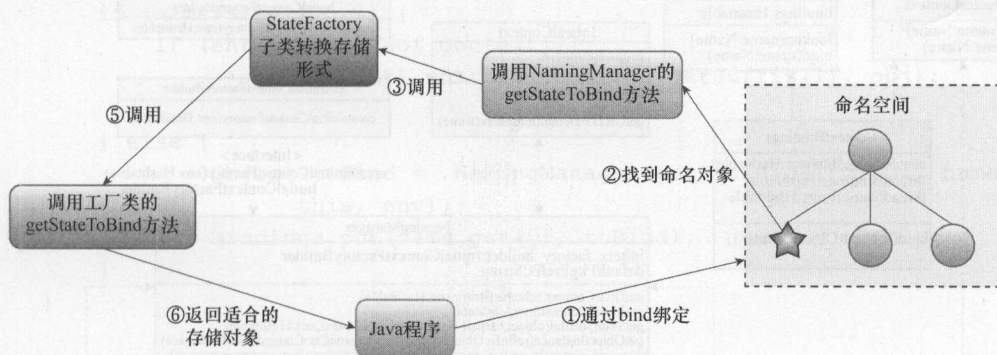 StateFactory
子类转换存储
形式
③调用
调用NamingManager的
getStateToBind方法
命名空间
⑤调用
②找到命名对象
调用工厂类的
getStateToBind方法
⑥返回适合的
存储对象
Java程序
①通过bind绑定